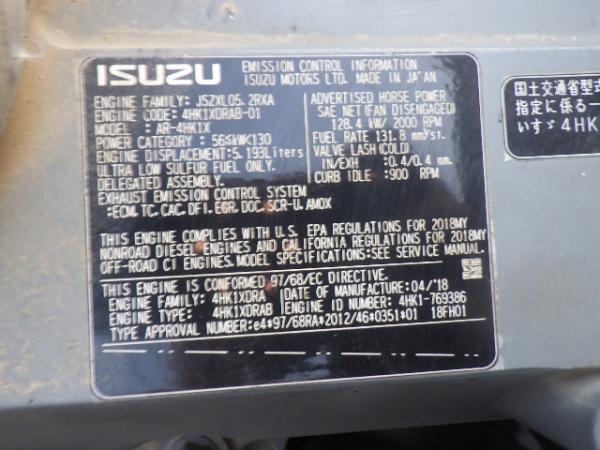 ISUZU
EMISSION CONTROL INFORMATION
ISUZU MOTORS LTD. MADE IN JAPAN
ENGINE FAMILY: JSZXL05.2RXA
ENGINE CODE: 4HK1XDRAB-01
MODEL : AR-4HK1X
POWER CATEGORY : 56≤kW<130
ENGINE DISPLACEMENT: 5.193Liters
ULTRA LOW SULFUR FUEL ONLY.
DELEGATED ASSEMBLY.
EXHAUST EMISSION CONTROL SYSTEM
:ECM, TC, CAC, DFI, EGR, DOC, SCR-U, AMOX
ADVERTISED HORSE POWER
SAE NET(FAN DISENGAGED)
128.4 kW/ 2000 RPM
FUEL RATE 131.8 mm³/st.
VALVE LASH(COLD)
IN/EXH :0.4/0.4 mm.
CURB IDLE: 900 RPM
THIS ENGINE COMPLIES WITH U.S. EPA REGULATIONS FOR 2018MY
NONROAD DIESEL ENGINES AND CALIFORNIA REGULATIONS FOR 2018MY
OFF-ROAD CI ENGINES. MODEL SPECIFICATIONS:SEE SERVICE MANUAL.
THIS ENGINE IS CONFORMED 97/68/EC DIRECTIVE.
ENGINE FAMILY: 4HK1XDRA DATE OF MANUFACTURE:04/'18
ENGINE TYPE: 4HK1XDRAB ENGINE ID NUMBER: 4HK1-769386
TYPE APPROVAL NUMBER:e4*97/68RA*2012/46*0351*01 18FH01
国土交通省型式
指定に係る一
いすゞ4HK